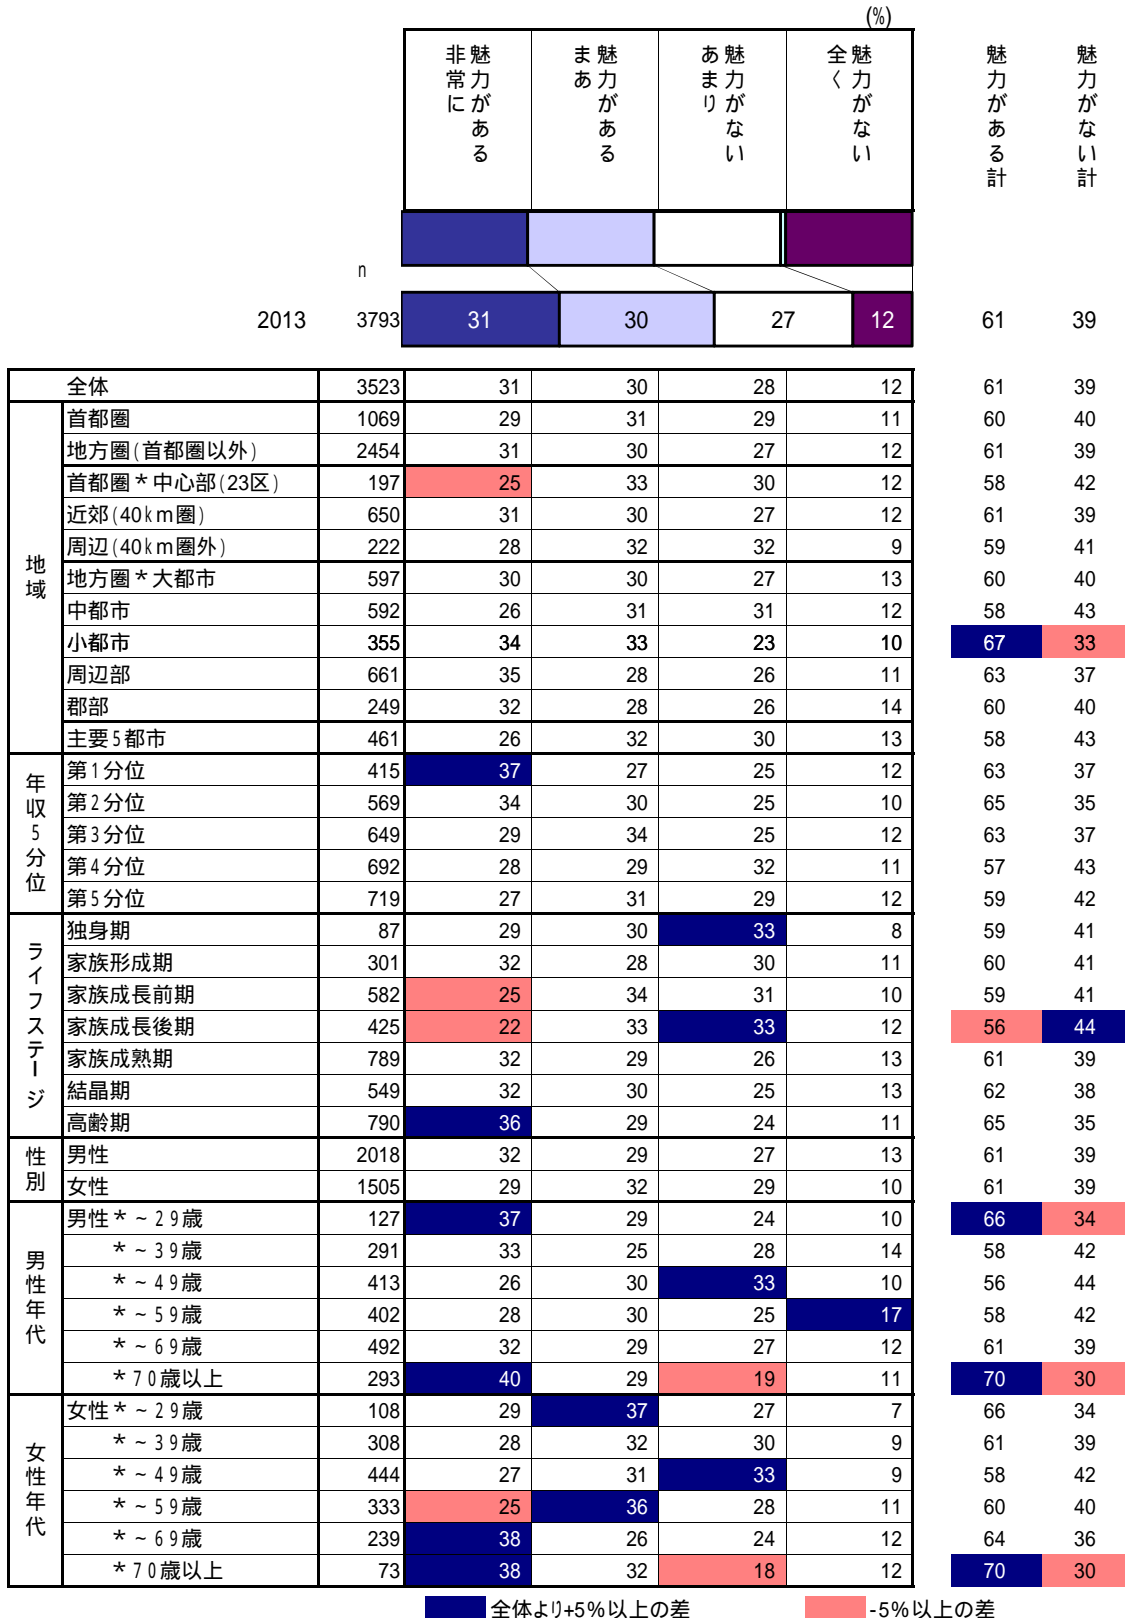 (%)
非常に魅力がある
まあ魅力がある
あまり魅力がない
全く魅力がない
魅力がある計
魅力がない計
n
2013 3793 31 30 27 12 61 39
全体 3523 31 30 28 12 61 39
地域
首都圏 1069 29 31 29 11 60 40
地方圏(首都圏以外) 2454 31 30 27 12 61 39
首都圏*中心部(23区) 197 25 33 30 12 58 42
近郊(40km圏) 650 31 30 27 12 61 39
周辺(40km圏外) 222 28 32 32 9 59 41
地方圏*大都市 597 30 30 27 13 60 40
中都市 592 26 31 31 12 58 43
小都市 355 34 33 23 10 67 33
周辺部 661 35 28 26 11 63 37
郡部 249 32 28 26 14 60 40
主要5都市 461 26 32 30 13 58 43
年収5分位
第1分位 415 37 27 25 12 63 37
第2分位 569 34 30 25 10 65 35
第3分位 649 29 34 25 12 63 37
第4分位 692 28 29 32 11 57 43
第5分位 719 27 31 29 12 59 42
ライフステージ
独身期 87 29 30 33 8 59 41
家族形成期 301 32 28 30 11 60 41
家族成長前期 582 25 34 31 10 59 41
家族成長後期 425 22 33 33 12 56 44
家族成熟期 789 32 29 26 13 61 39
結晶期 549 32 30 25 13 62 38
高齢期 790 36 29 24 11 65 35
性別
男性 2018 32 29 27 13 61 39
女性 1505 29 32 29 10 61 39
男性年代
男性*~29歳 127 37 29 24 10 66 34
*~39歳 291 33 25 28 14 58 42
*~49歳 413 26 30 33 10 56 44
*~59歳 402 28 30 25 17 58 42
*~69歳 492 32 29 27 12 61 39
*70歳以上 293 40 29 19 11 70 30
女性年代
女性*~29歳 108 29 37 27 7 66 34
*~39歳 308 28 32 30 9 61 39
*~49歳 444 27 31 33 9 58 42
*~59歳 333 25 36 28 11 60 40
*~69歳 239 38 26 24 12 64 36
*70歳以上 73 38 32 18 12 70 30
全体より+5%以上の差 -5%以上の差